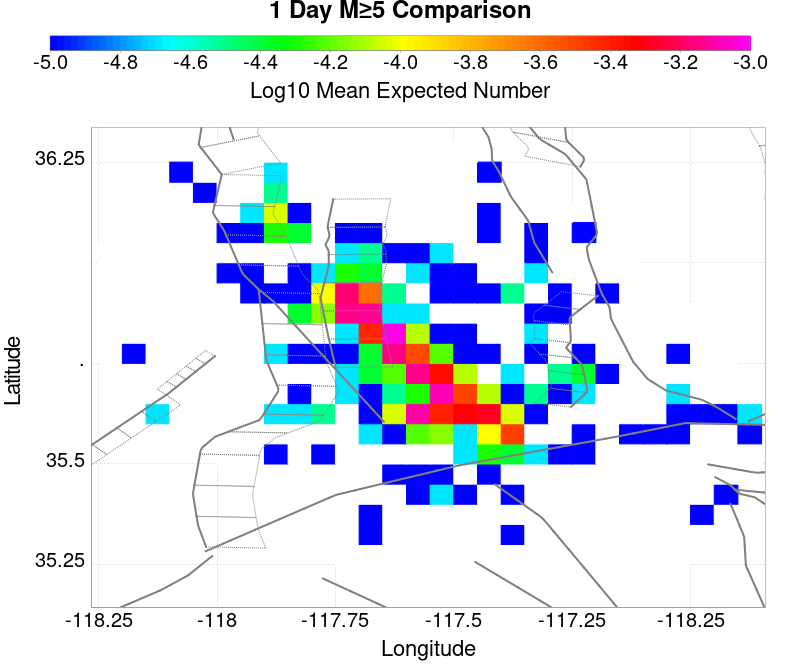 1 Day M≥5 Comparison
-5.0 -4.8 -4.6 -4.4 -4.2 -4.0 -3.8 -3.6 -3.4 -3.2 -3.0
Log10 Mean Expected Number
36.25
.
35.5
35.25
Latitude
-118.25 -118 -117.75 -117.5 -117.25 -118.25
Longitude